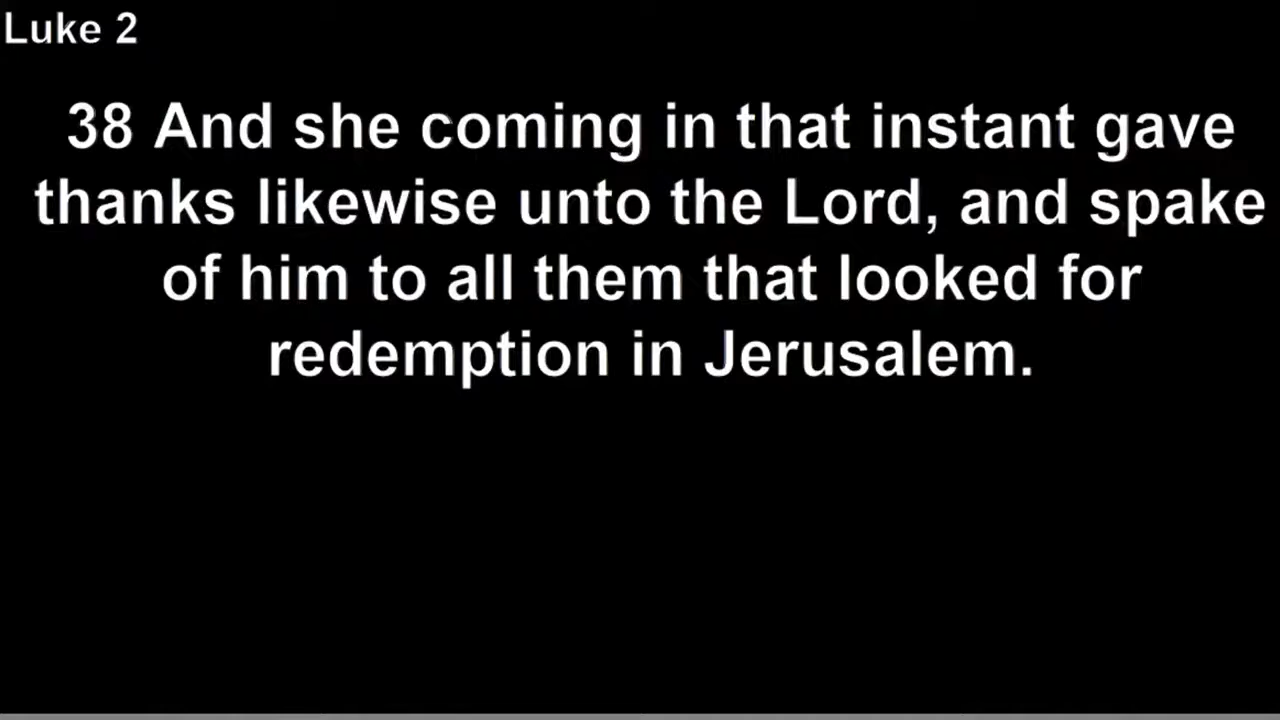 Luke 2
38 And she coming in that instant gave
thanks likewise unto the Lord, and spake
of him to all them that looked for
redemption in Jerusalem.